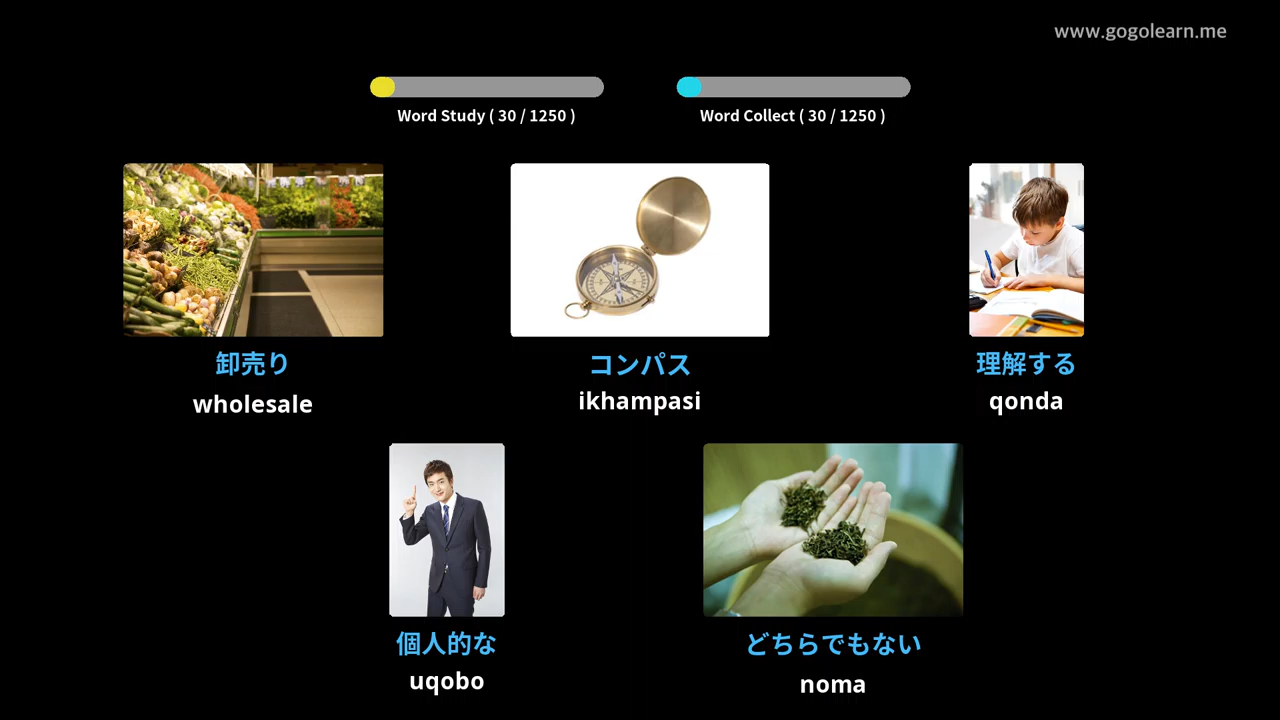 www.gogolearn.me
Word Study ( 30 / 1250 )
Word Collect ( 30 / 1250 )
卸売り
wholesale
コンパス
ikhampasi
理解する
qonda
個人的な
uqobo
どちらでもない
noma